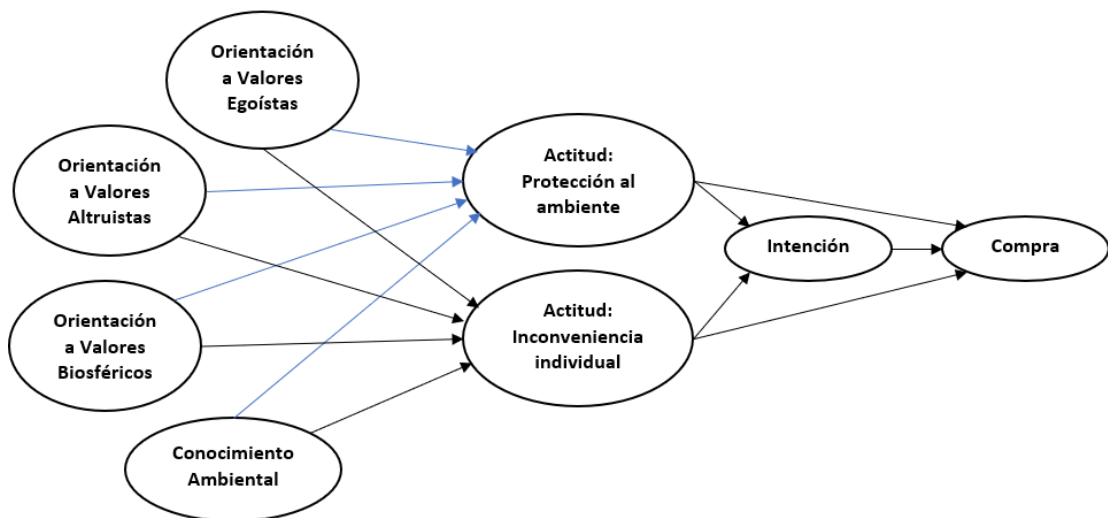 Orientación
a Valores
Egoístas
Orientación
a Valores
Altruistas
Orientación
a Valores
Biosféricos
Conocimiento
Ambiental
Actitud:
Protección al
ambiente
Actitud:
Inconveniencia
individual
Intención
Compra